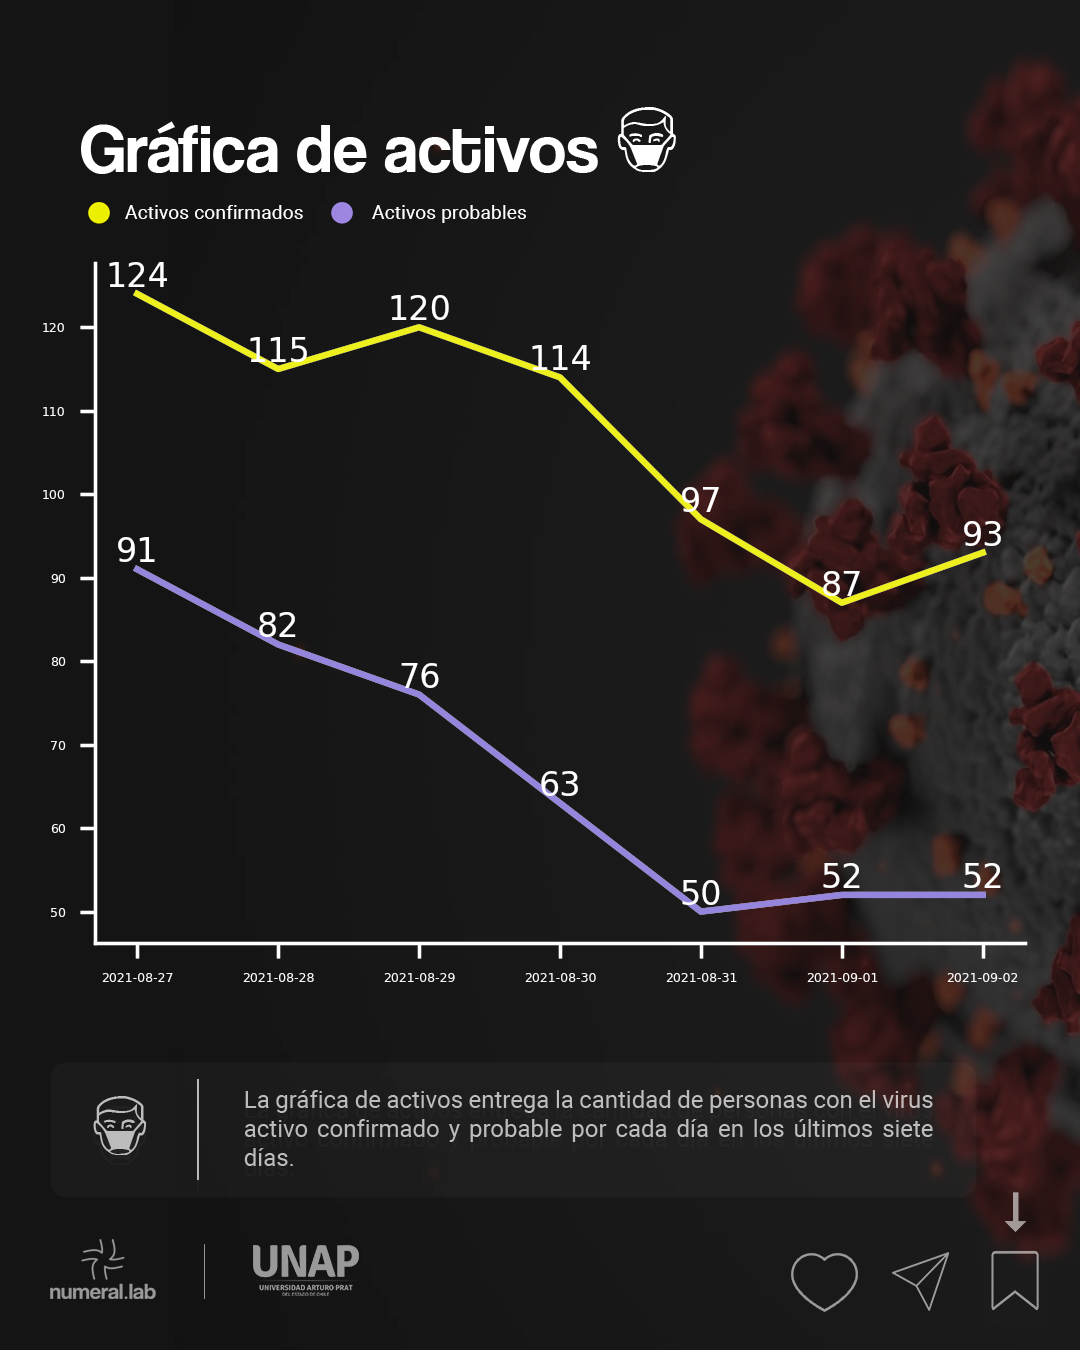 Gráfica de activos
Activos confirmados Activos probables
124
120
115
114
97
93
87
91
82
76
63
50
52
52
120
110
100
90
80
70
60
50
2021-08-27 2021-08-28 2021-08-29 2021-08-30 2021-08-31 2021-09-01 2021-09-02
La gráfica de activos entrega la cantidad de personas con el virus
activo confirmado y probable por cada día en los últimos siete
días.
numeral.lab
UNAP
UNIVERSIDAD ARTURO PRAT
DEL ESTADO DE CHILE